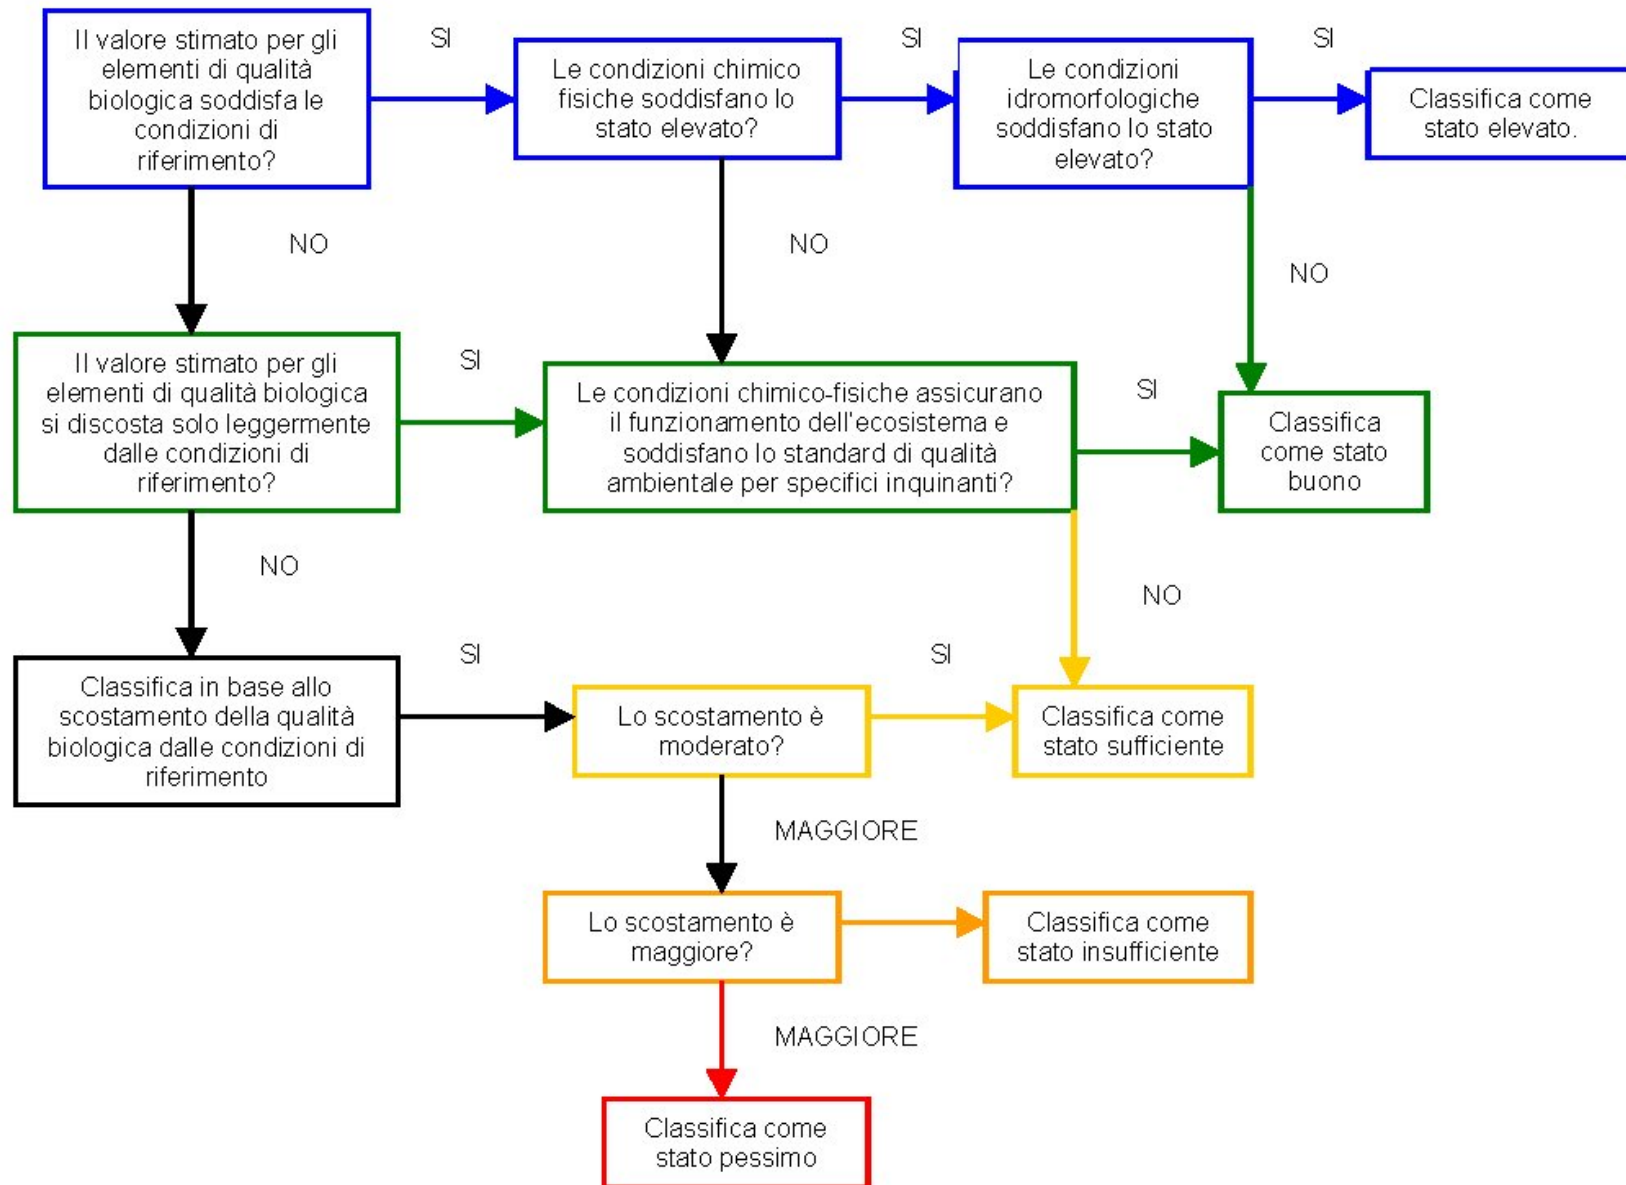 Il valore stimato per gli
elementi di qualità
biologica soddisfa le
condizioni di
riferimento?
SI
Le condizioni chimico
fisiche soddisfano lo
stato elevato?
SI
Le condizioni
idromorfologiche
soddisfano lo stato
elevato?
SI
Classifica come
stato elevato.
NO
NO
NO
Il valore stimato per gli
elementi di qualità biologica
si discosta solo leggermente
dalle condizioni di
riferimento?
SI
Le condizioni chimico-fisiche assicurano
il funzionamento dell'ecosistema e
soddisfano lo standard di qualità
ambientale per specifici inquinanti?
SI
Classifica
come stato
buono
NO
NO
Classifica in base allo
scostamento della qualità
biologica dalle condizioni di
riferimento
SI
Lo scostamento è
moderato?
SI
Classifica come
stato sufficiente
MAGGIORE
Lo scostamento è
maggiore?
Classifica come
stato insufficiente
MAGGIORE
Classifica come
stato pessimo